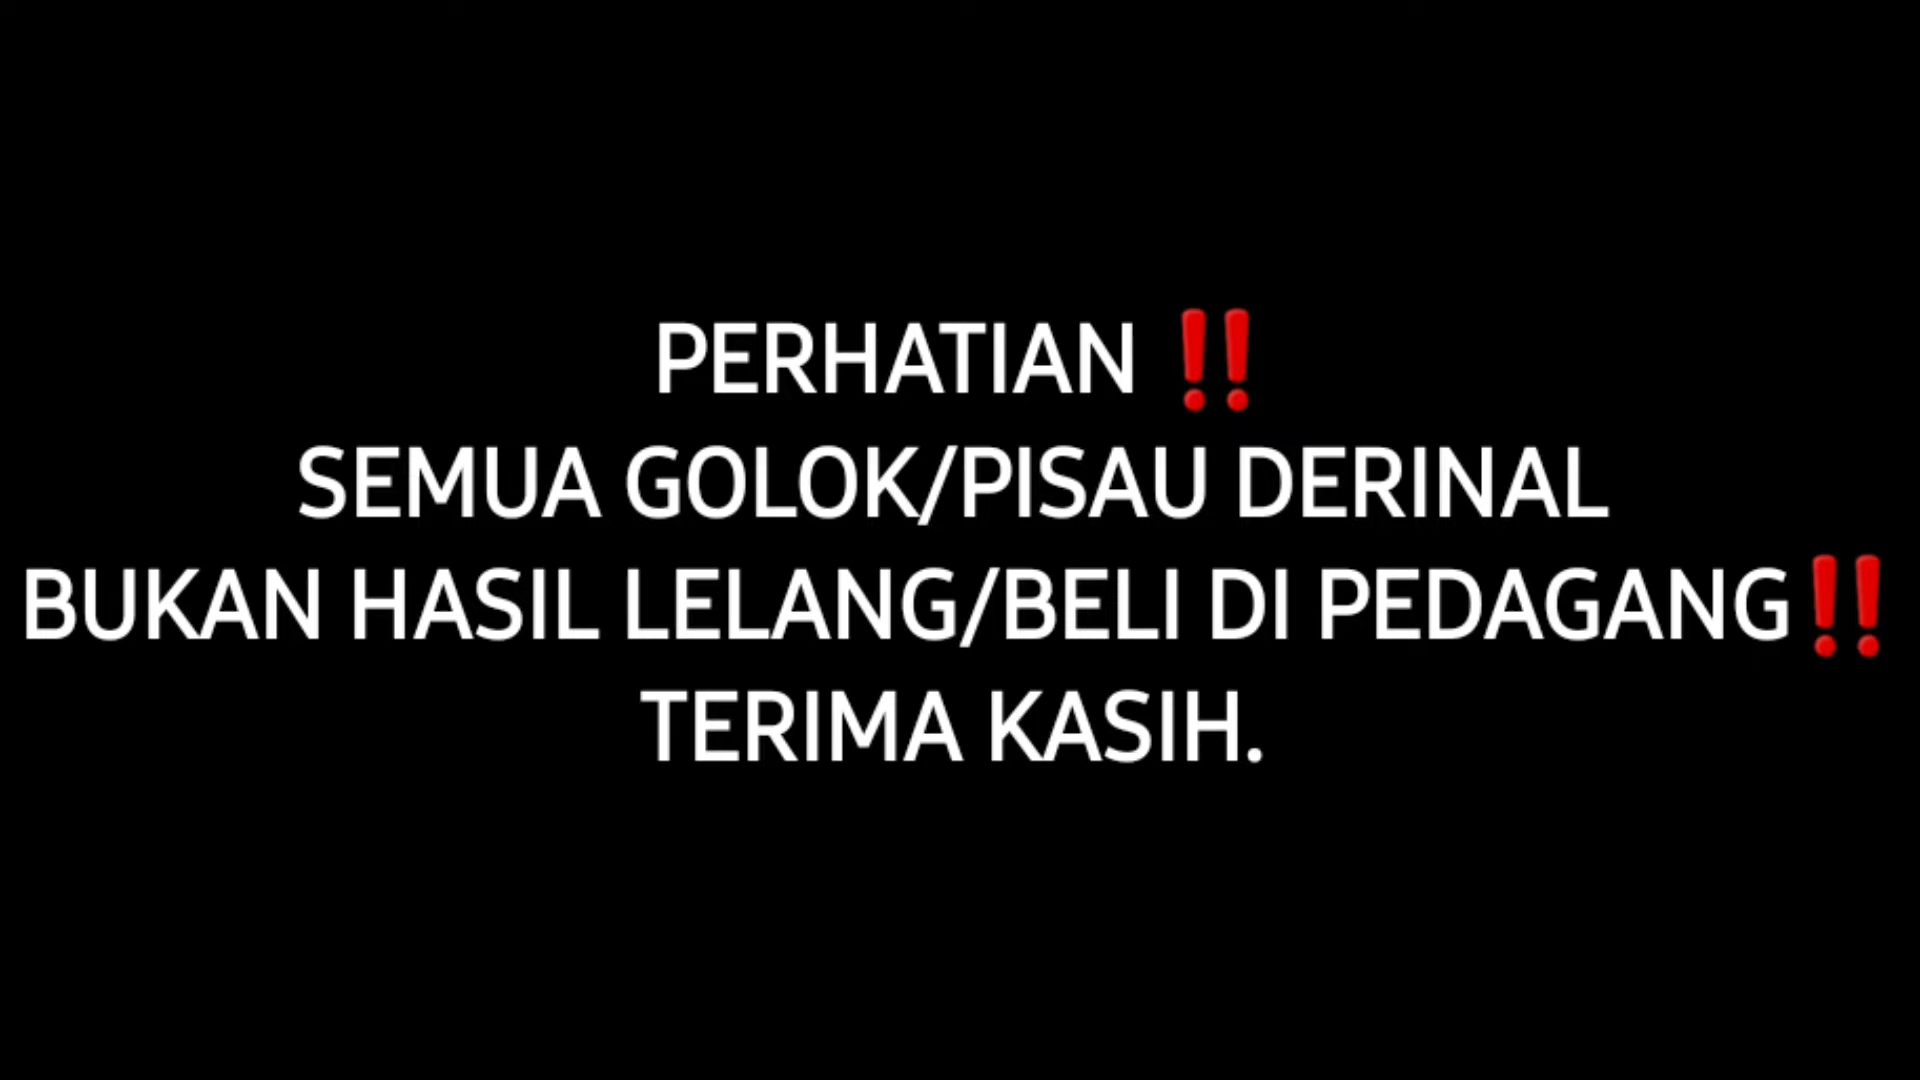 PERHATIAN ‼️
SEMUA GOLOK/PISAU DERINAL
BUKAN HASIL LELANG/BELI DI PEDAGANG‼️
TERIMA KASIH.